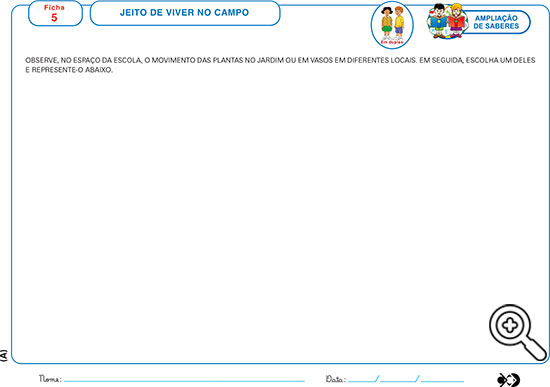 Ficha
5
JEITO DE VIVER NO CAMPO
Em duplas
AMPLIAÇÃO
DE SABERES
OBSERVE, NO ESPAÇO DA ESCOLA, O MOVIMENTO DAS PLANTAS NO JARDIM OU EM VASOS EM DIFERENTES LOCAIS. EM SEGUIDA, ESCOLHA UM DELES
E REPRESENTE-O ABAIXO.
(A)
Nome: Data: / /